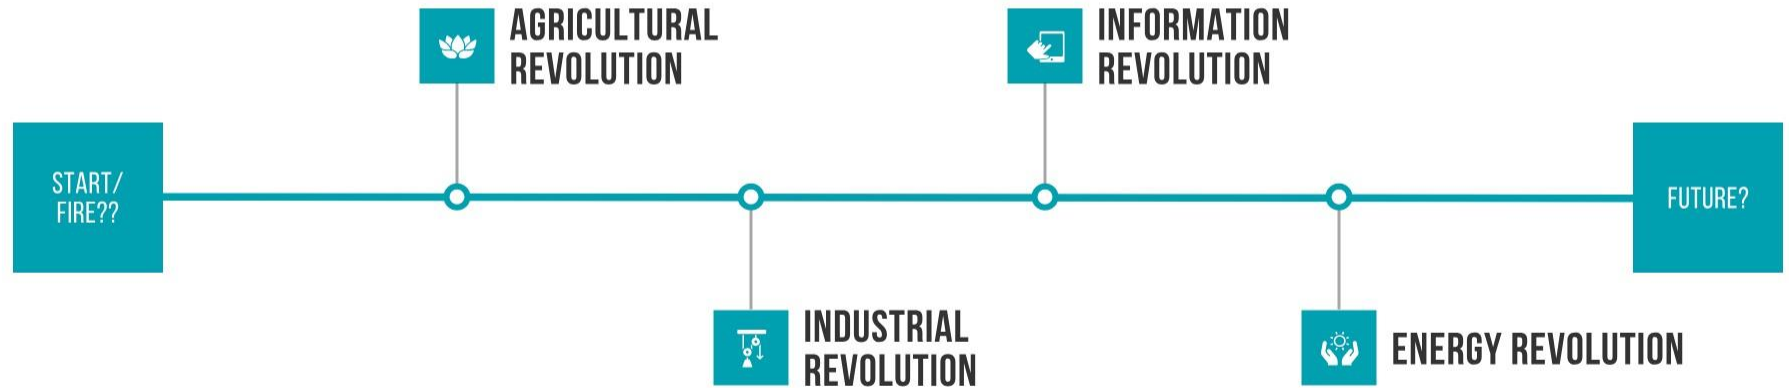 START/
FIRE??
AGRICULTURAL
REVOLUTION
INDUSTRIAL
REVOLUTION
INFORMATION
REVOLUTION
ENERGY REVOLUTION
FUTURE?